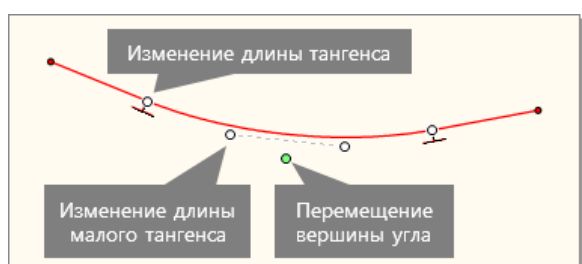 Изменение длины тангенса
Изменение длины
малого тангенса
Перемещение
вершины угла